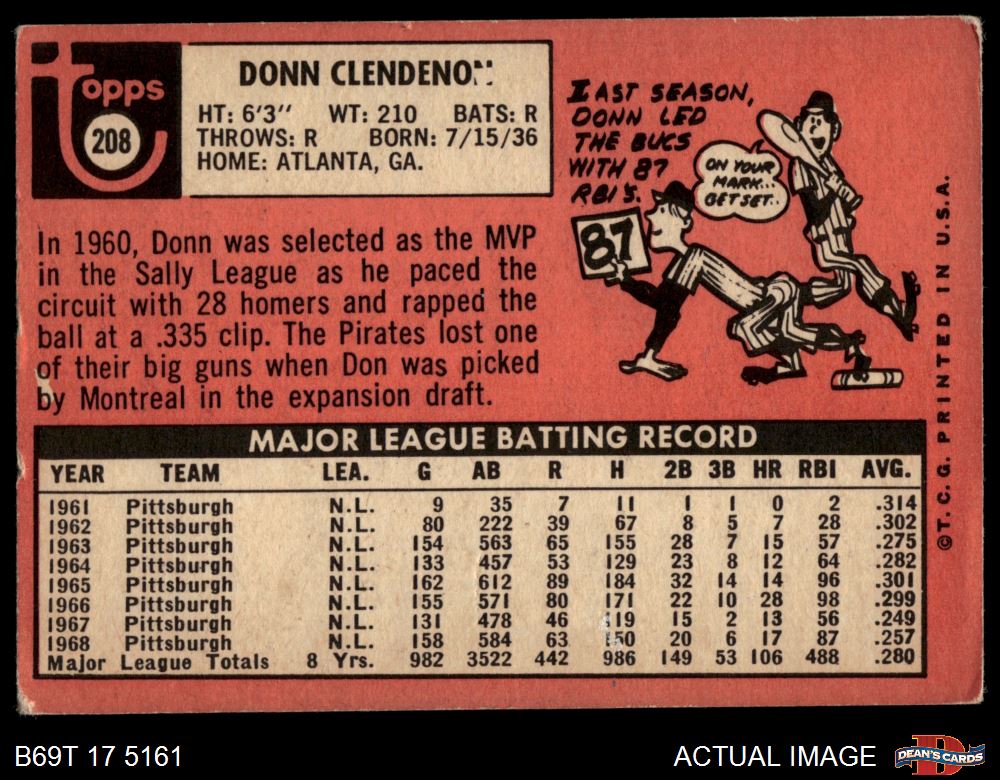 Topps
208
DONN CLENDENON
HT: 6'3" WT: 210 BATS: R
THROWS: R BORN: 7/15/36
HOME: ATLANTA, GA.
In 1960, Donn was selected as the MVP
in the Sally League as he paced the
circuit with 28 homers and rapped the
ball at a .335 clip. The Pirates lost one
of their big guns when Don was picked
by Montreal in the expansion draft.
LAST SEASON,
DONN LED
THE BUCS
WITH 87
RBI'S.
ON YOUR
MARK...
GET SET..
87
©T.C.G. PRINTED IN U.S.A.
MAJOR LEAGUE BATTING RECORD
YEAR TEAM LEA. G AB R H 2B 3B HR RBI AVG.
1961 Pittsburgh N.L. 9 35 7 11 1 1 0 2 .314
1962 Pittsburgh N.L. 80 222 39 67 8 5 7 28 .302
1963 Pittsburgh N.L. 154 563 65 155 28 7 15 57 .275
1964 Pittsburgh N.L. 133 457 53 129 23 8 12 64 .282
1965 Pittsburgh N.L. 162 612 89 184 32 14 14 96 .301
1966 Pittsburgh N.L. 155 571 80 171 22 10 28 98 .299
1967 Pittsburgh N.L. 131 478 46 119 15 2 13 56 .249
1968 Pittsburgh N.L. 158 584 63 150 20 6 17 87 .257
Major League Totals 8 Yrs. 982 3522 442 986 149 53 106 488 .280
B69T 17 5161
ACTUAL IMAGE
DEAN'S CARDS